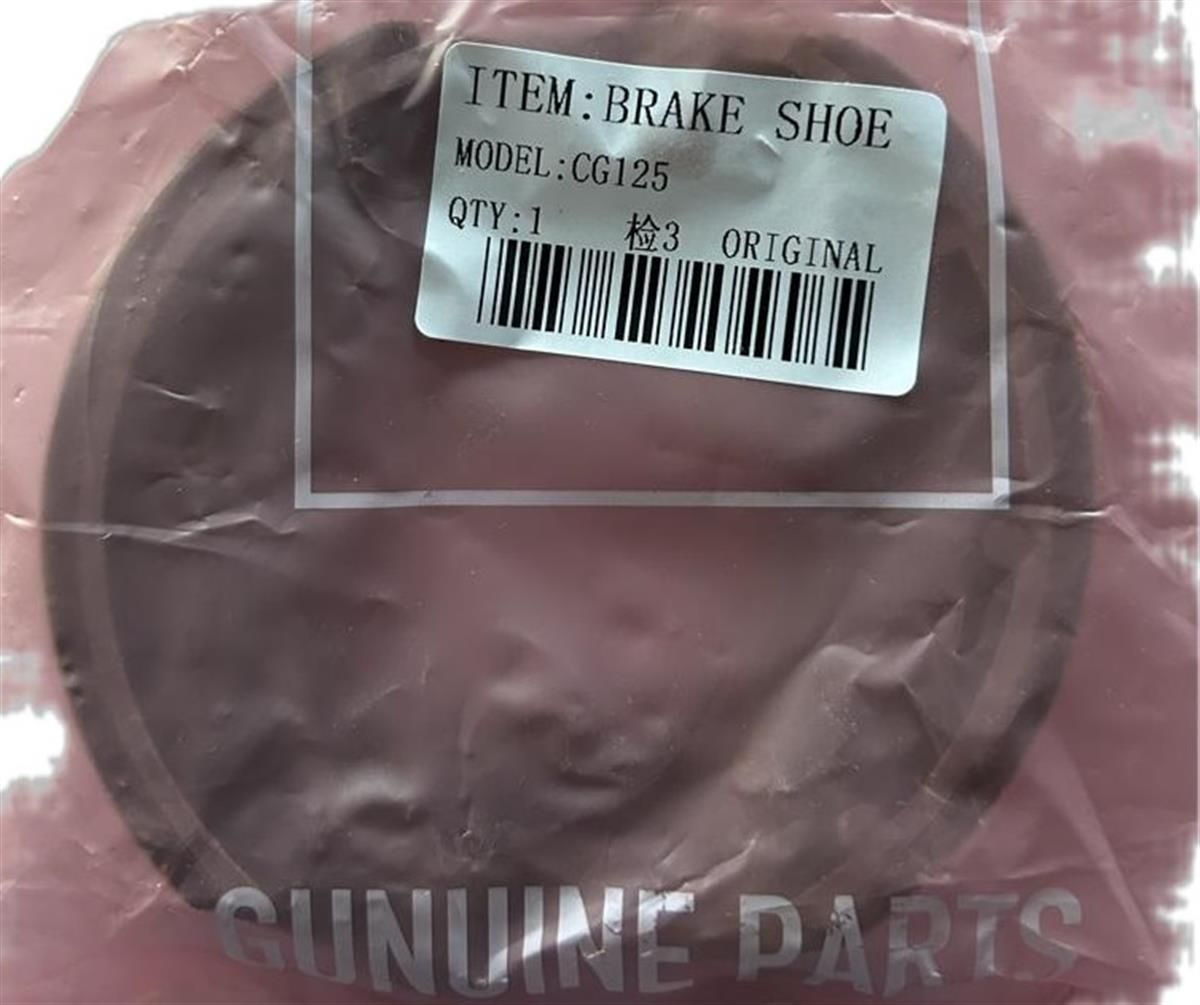 ITEM:BRAKE SHOE
MODEL:CG125
QTY:1 检3 ORIGINAL
GUNUINE PARTS